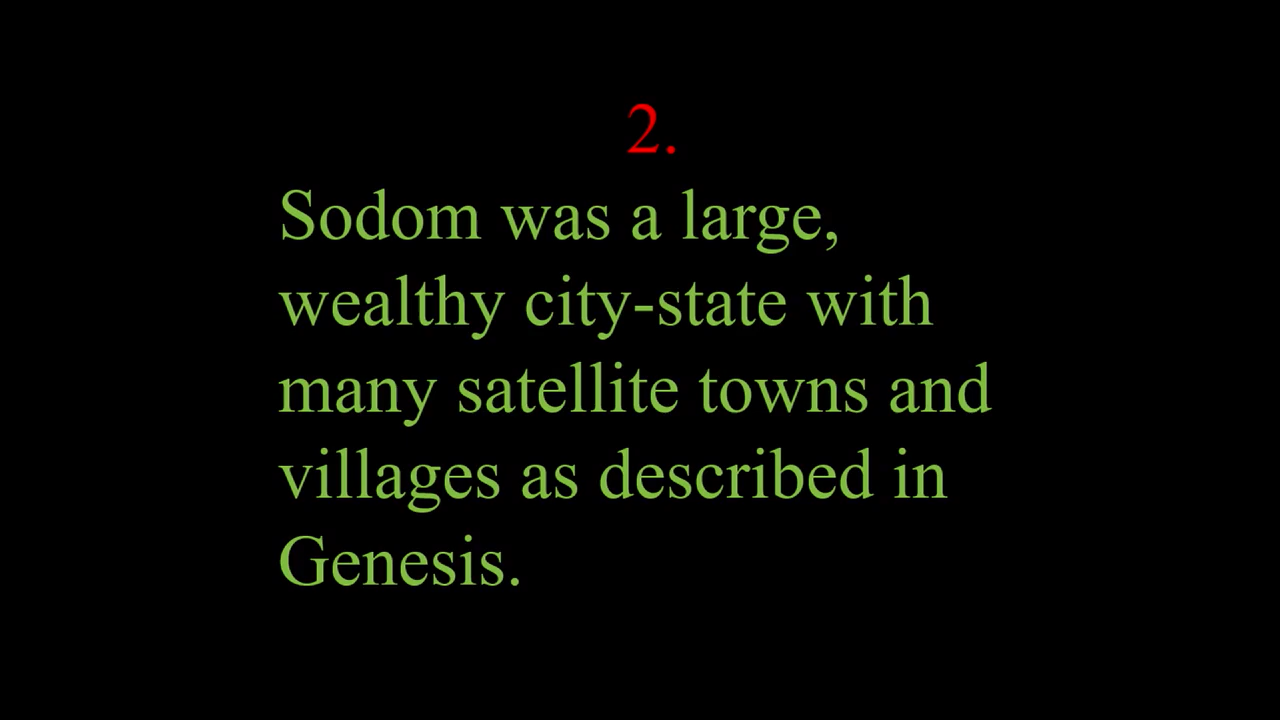 2.
Sodom was a large,
wealthy city-state with
many satellite towns and
villages as described in
Genesis.